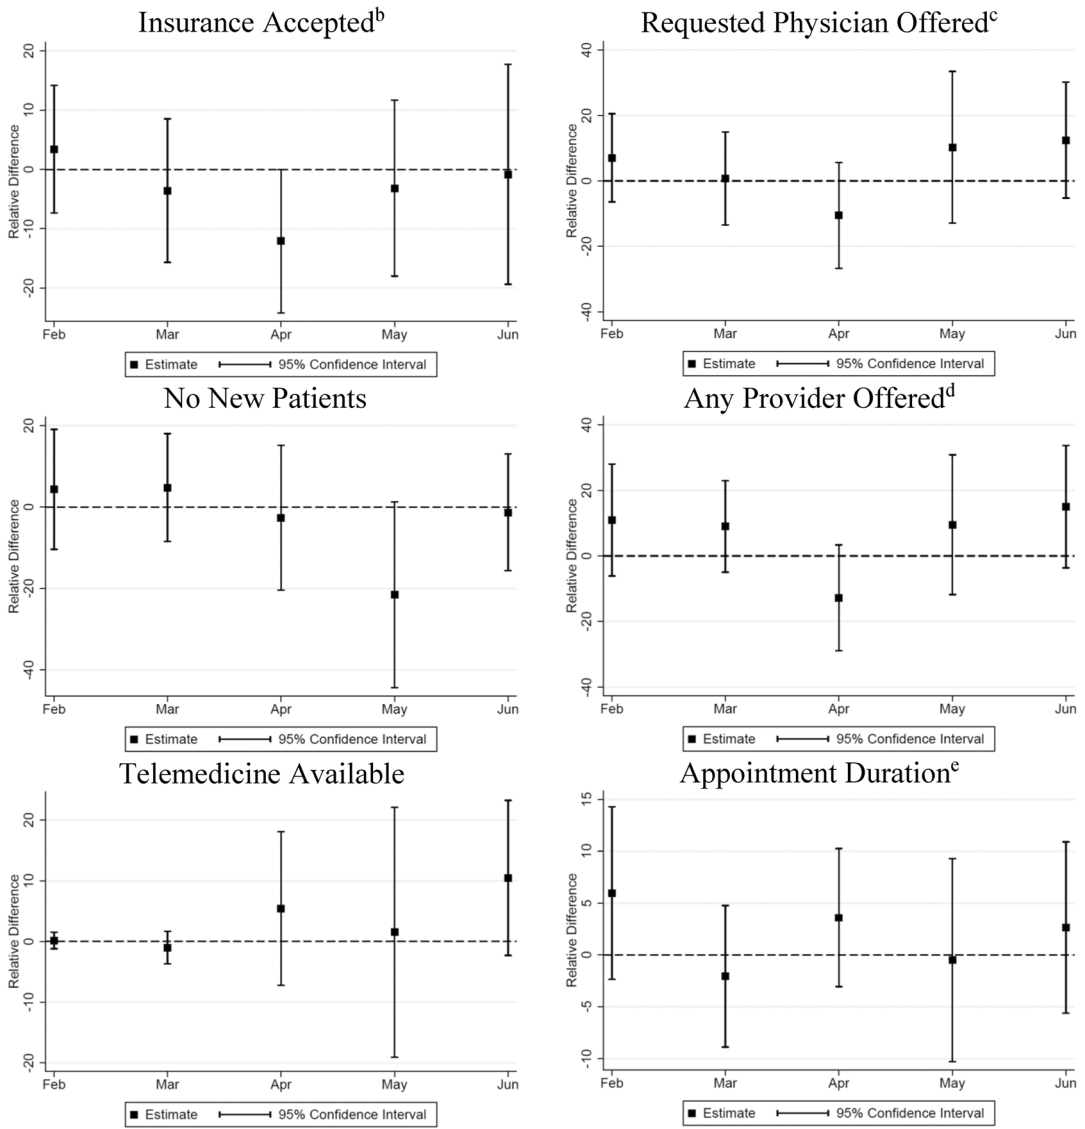 Insurance Acceptedb
Relative Difference
20
10
0
-10
-20
Feb Mar Apr May Jun
Estimate 95% Confidence Interval
Requested Physician Offeredc
Relative Difference
40
20
0
-20
-40
Feb Mar Apr May Jun
Estimate 95% Confidence Interval
No New Patients
Relative Difference
20
0
-20
-40
Feb Mar Apr May Jun
Estimate 95% Confidence Interval
Any Provider Offeredd
Relative Difference
40
20
0
-20
-40
Feb Mar Apr May Jun
Estimate 95% Confidence Interval
Telemedicine Available
Relative Difference
20
10
0
-10
-20
Feb Mar Apr May Jun
Estimate 95% Confidence Interval
Appointment Duratione
Relative Difference
15
10
5
0
-5
-10
Feb Mar Apr May Jun
Estimate 95% Confidence Interval